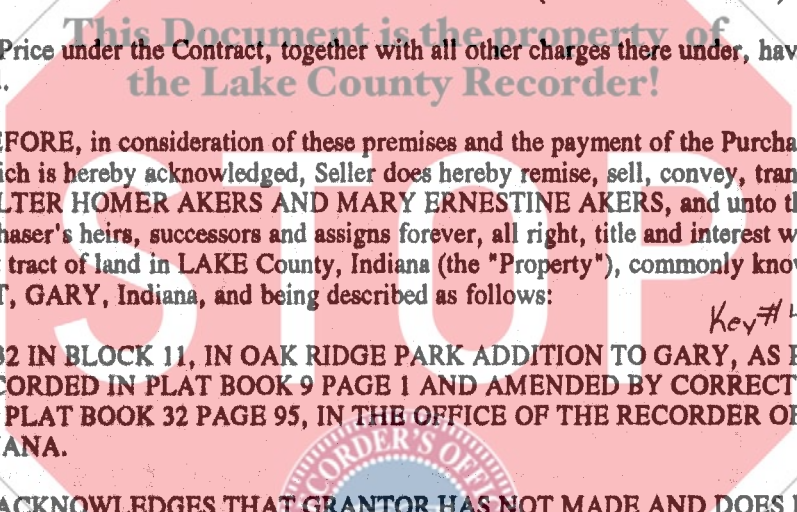 This Document is the property of
Price under the Contract, together with all other charges there under, hav
the Lake County Recorder!
EFORE, in consideration of these premises and the payment of the Purcha
ich is hereby acknowledged, Seller does hereby remise, sell, convey, tran
LTER HOMER AKERS AND MARY ERNESTINE AKERS, and unto th
haser's heirs, successors and assigns forever, all right, title and interest w
tract of land in LAKE County, Indiana (the "Property"), commonly know
T, GARY, Indiana, and being described as follows:
Key# 4
STOP
32 IN BLOCK 11, IN OAK RIDGE PARK ADDITION TO GARY, AS P
CORDED IN PLAT BOOK 9 PAGE 1 AND AMENDED BY CORRECT
PLAT BOOK 32 PAGE 95, IN THE OFFICE OF THE RECORDER OF
IANA.
RECORDER'S OFFI
ACKNOWLEDGES THAT GRANTOR HAS NOT MADE AND DOES